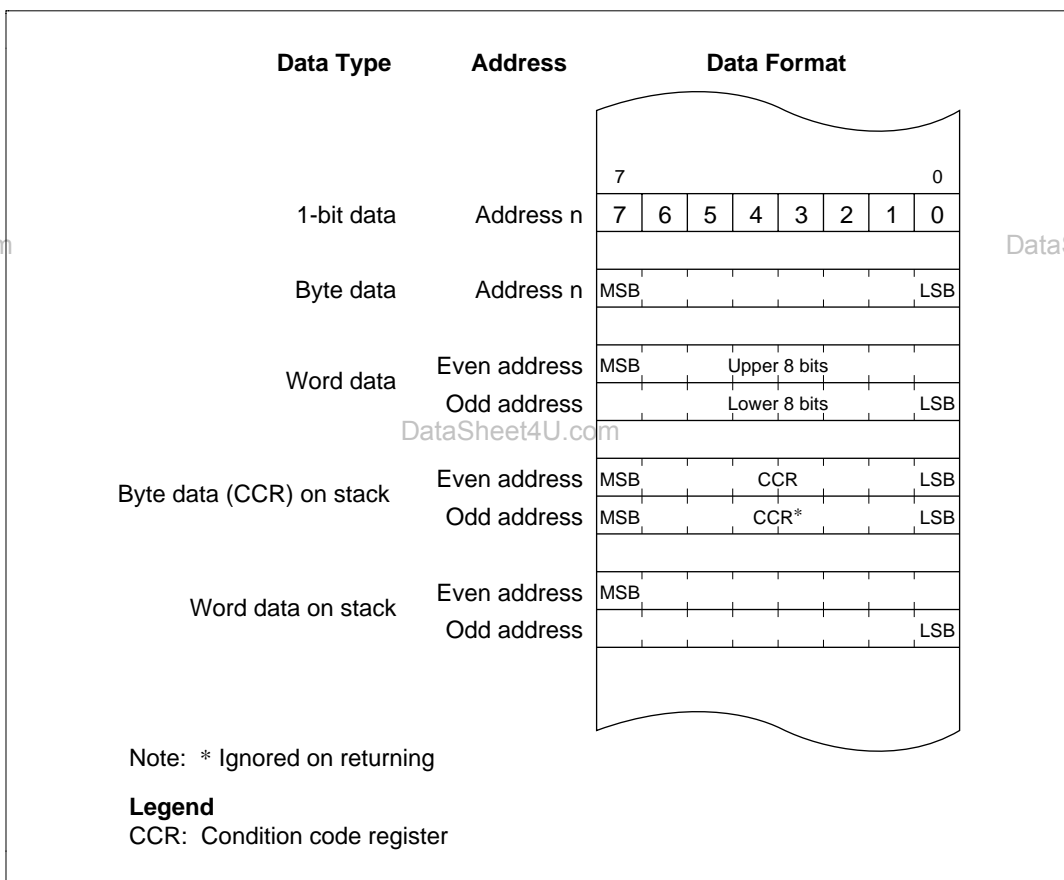 Data Type Address Data Format
7 0
1-bit data Address n 7 6 5 4 3 2 1 0
m DataS
Byte data Address n MSB LSB
Word data Even address MSB Upper 8 bits
Odd address Lower 8 bits LSB
DataSheet4U.com
Byte data (CCR) on stack Even address MSB CCR LSB
Odd address MSB CCR* LSB
Word data on stack Even address MSB
Odd address LSB
Note: * Ignored on returning
Legend
CCR: Condition code register